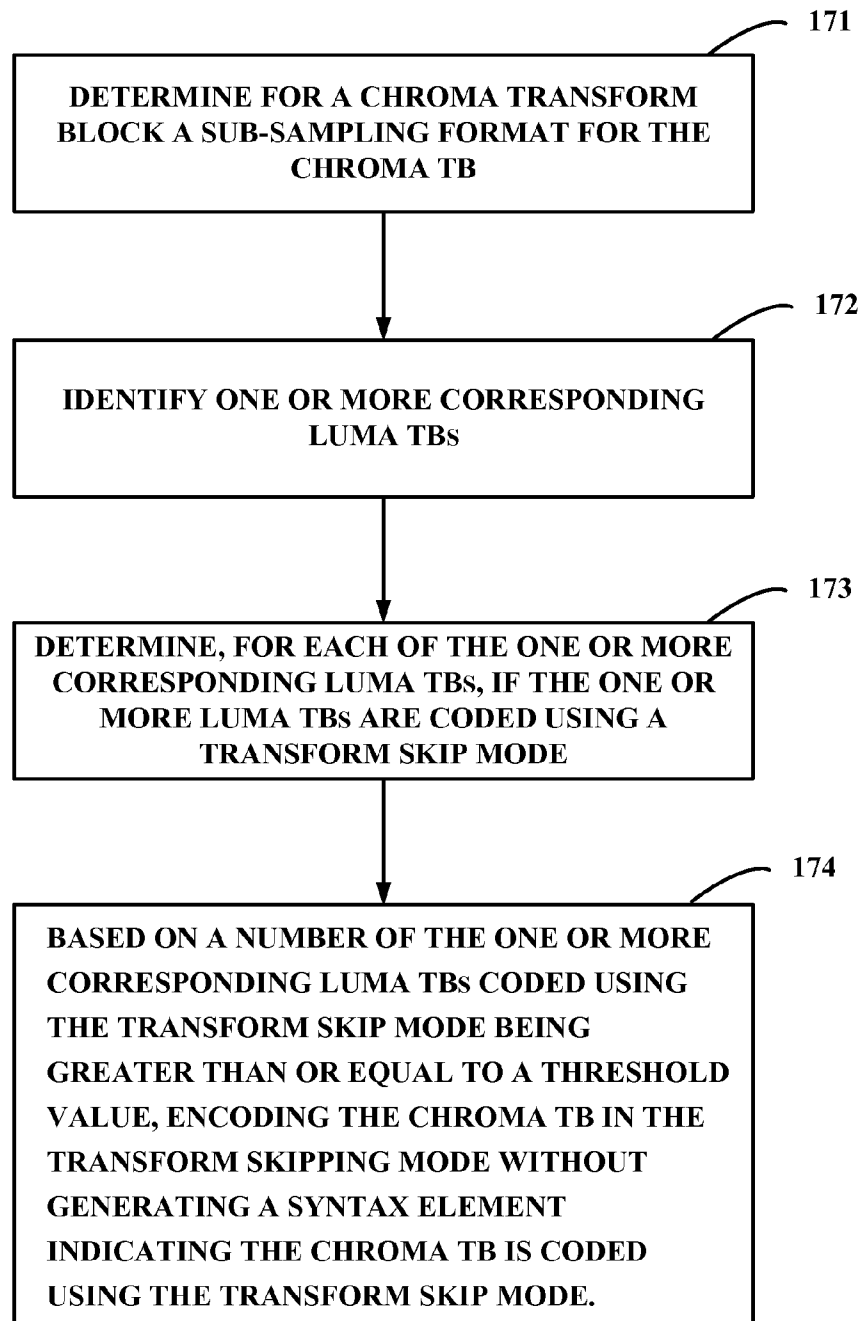 171
DETERMINE FOR A CHROMA TRANSFORM
BLOCK A SUB-SAMPLING FORMAT FOR THE
CHROMA TB
172
IDENTIFY ONE OR MORE CORRESPONDING
LUMA TBs
173
DETERMINE, FOR EACH OF THE ONE OR MORE
CORRESPONDING LUMA TBs, IF THE ONE OR
MORE LUMA TBs ARE CODED USING A
TRANSFORM SKIP MODE
174
BASED ON A NUMBER OF THE ONE OR MORE
CORRESPONDING LUMA TBs CODED USING
THE TRANSFORM SKIP MODE BEING
GREATER THAN OR EQUAL TO A THRESHOLD
VALUE, ENCODING THE CHROMA TB IN THE
TRANSFORM SKIPPING MODE WITHOUT
GENERATING A SYNTAX ELEMENT
INDICATING THE CHROMA TB IS CODED
USING THE TRANSFORM SKIP MODE.